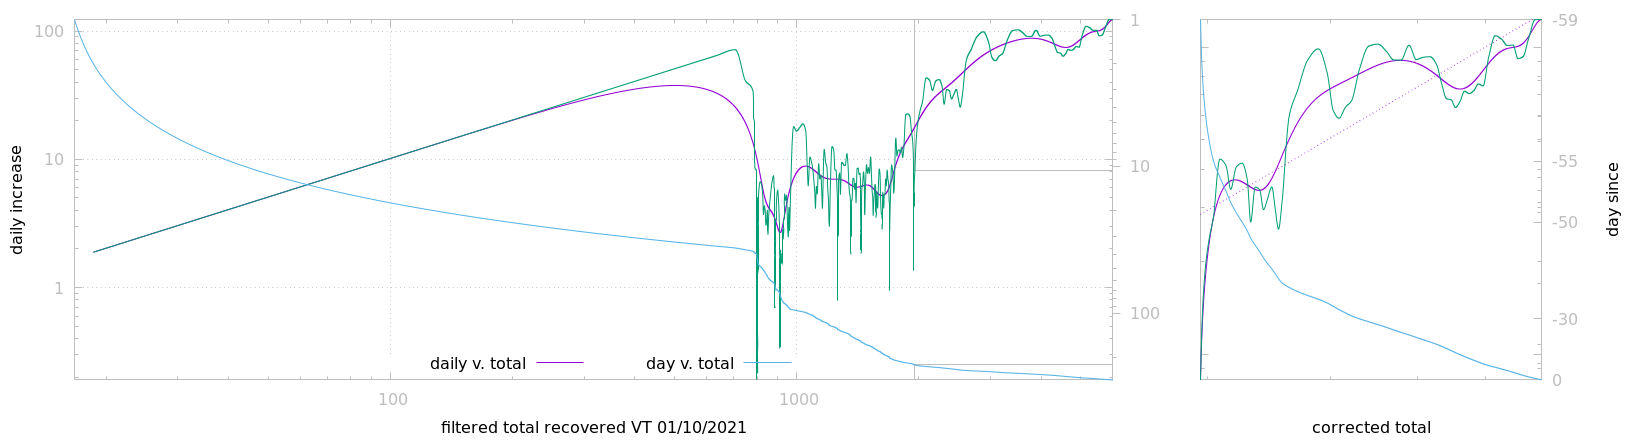 100
10
1
daily increase
daily v. total
day v. total
100
1000
filtered total recovered VT 01/10/2021
1
10
100
-59
-55
-50
-30
0
day since
corrected total